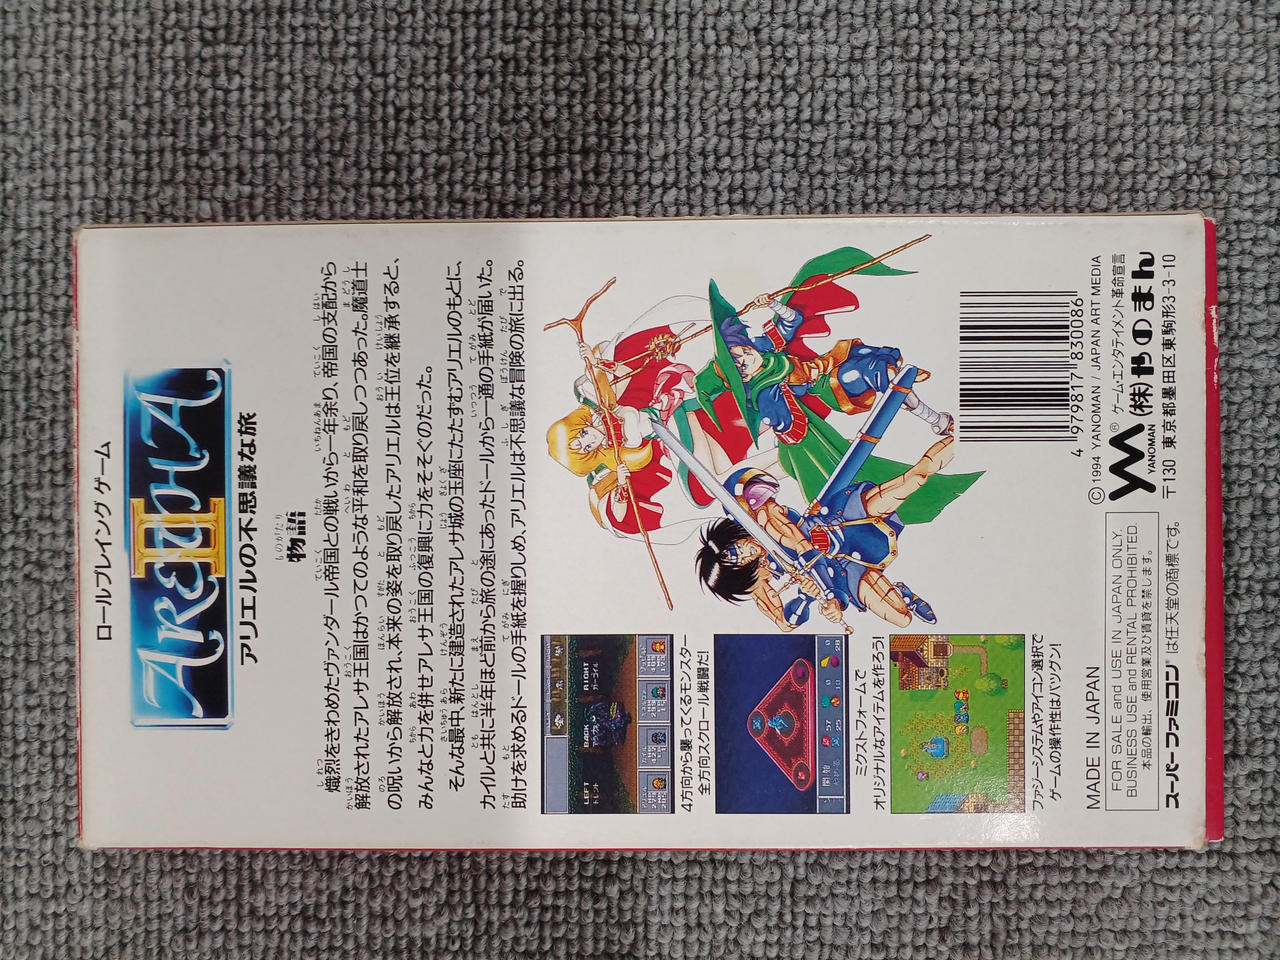 ロールプレイング ゲーム
ARETHA II
アリエルの不思議な旅
ものがたり
物語
熾烈をきわめたヴァンダール帝国との戦いから一年余り、帝国の支配から
解放されたアレサ王国はかつてのような平和を取り戻しつつあった。魔道士
の呪いから解放され、本来の姿を取り戻したアリエルは王位を継承すると、
みんなと力を併せアレサ王国の復興に力をそそぐのだった。
そんな最中、新たに建造されたアレサ城の玉座にたたずむアリエルのもとに、
カイルと共に半年ほど前から旅の途にあったドールから一通の手紙が届いた。
助けを求めるドールの手紙を握りしめ、アリエルは不思議な冒険の旅に出る。
LEFT
トレント
BACK
RIGHT
ガーゴイル
4方向から襲ってくるモンスター
全方向スクロール戦闘だ!
開始
ミクストフォームで
オリジナルなアイテムを作ろう!
ファジーシステムやアイコン選択で
ゲームの操作性はバツグン!
4 979817 830086
©1994 YANOMAN / JAPAN ART MEDIA
YM® ゲーム・エンタテイメント革命宣言
YANOMAN (株)やのまん
〒130 東京都墨田区東駒形3-3-10
MADE IN JAPAN
FOR SALE and USE IN JAPAN ONLY.
BUSINESS USE and RENTAL PROHIBITED.
本品の輸出、使用営業及び賃貸を禁じます。
スーパーファミコン は任天堂の商標です。